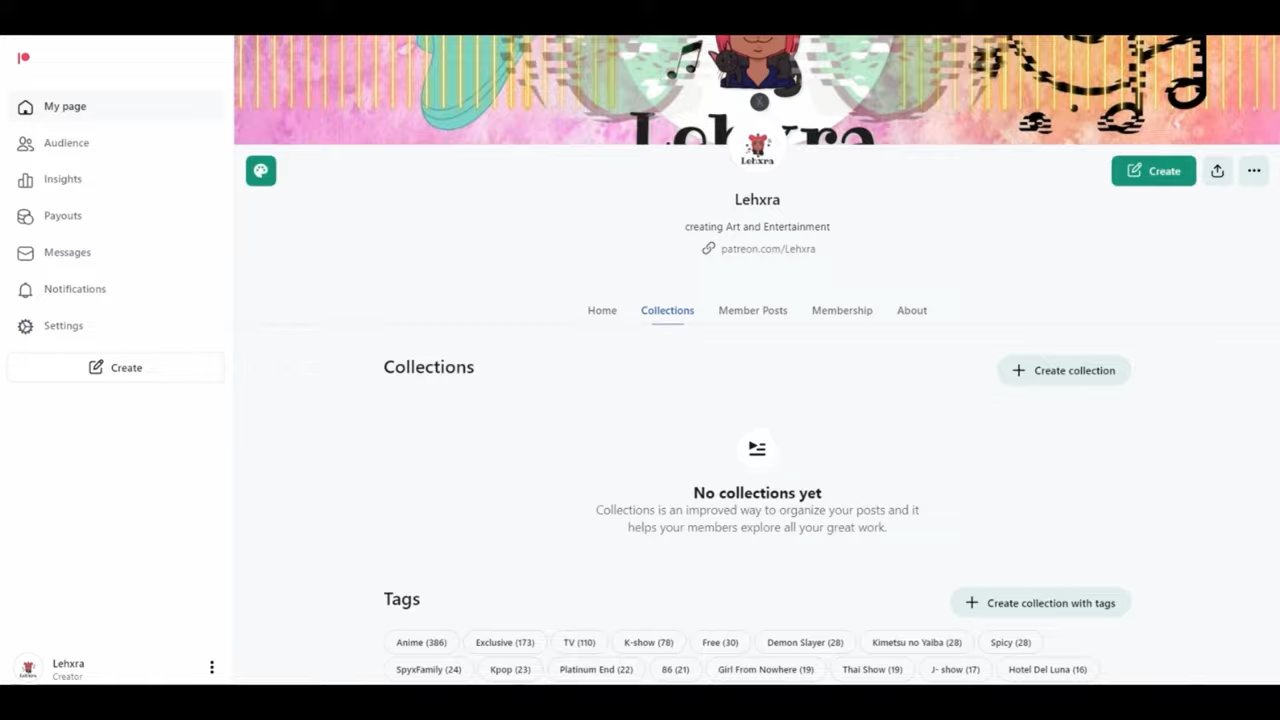 Lehxra
My page
Audience
Insights
Payouts
Messages
Notifications
Settings
Create
Lehxra
Create
Lehxra
creating Art and Entertainment
patreon.com/Lehxra
Home
Collections
Member Posts
Membership
About
Collections
Create collection
No collections yet
Collections is an improved way to organize your posts and it
helps your members explore all your great work.
Tags
Create collection with tags
Anime (386)
Exclusive (173)
TV (110)
K-show (78)
Free (30)
Demon Slayer (28)
Kimetsu no Yaiba (28)
Spicy (28)
SpyxFamily (24)
Kpop (23)
Platinum End (22)
86 (21)
Girl From Nowhere (19)
Thai Show (19)
J- show (17)
Hotel Del Luna (16)
Lehxra
Creator